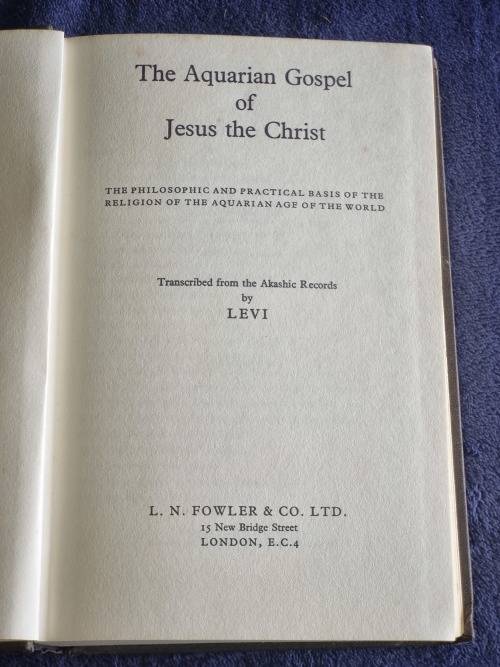 The Aquarian Gospel
of
Jesus the Christ
THE PHILOSOPHIC AND PRACTICAL BASIS OF THE
RELIGION OF THE AQUARIAN AGE OF THE WORLD
Transcribed from the Akashic Records
by
LEVI
L. N. FOWLER & CO. LTD.
15 New Bridge Street
LONDON, E.C.4